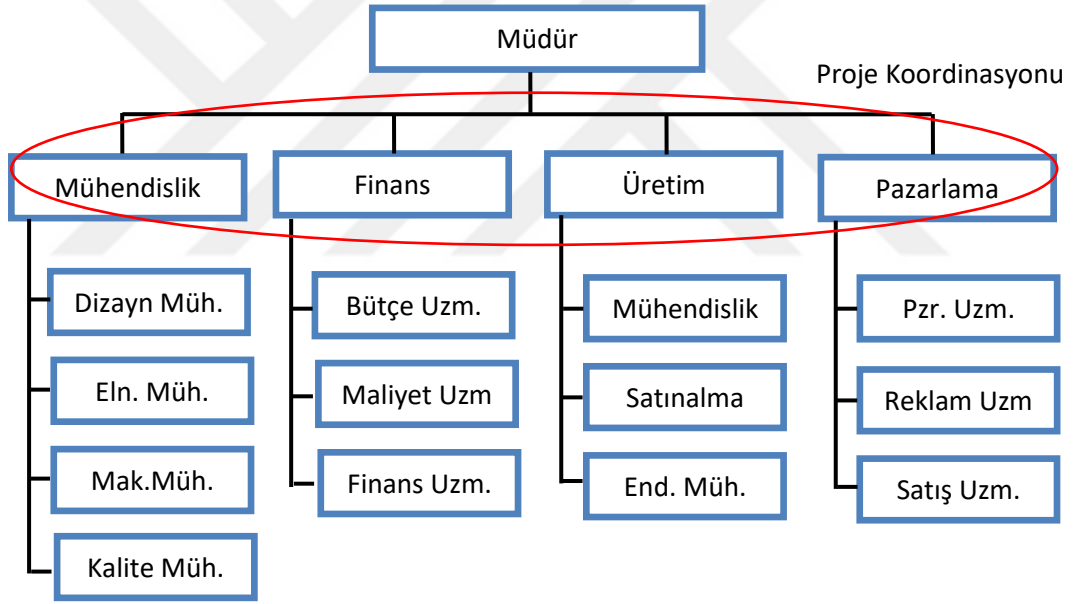 Müdür
Proje Koordinasyonu
Mühendislik
Finans
Üretim
Pazarlama
Dizayn Müh.
Eln. Müh.
Mak.Müh.
Kalite Müh.
Bütçe Uzm.
Maliyet Uzm
Finans Uzm.
Mühendislik
Satınalma
End. Müh.
Pzr. Uzm.
Reklam Uzm
Satış Uzm.